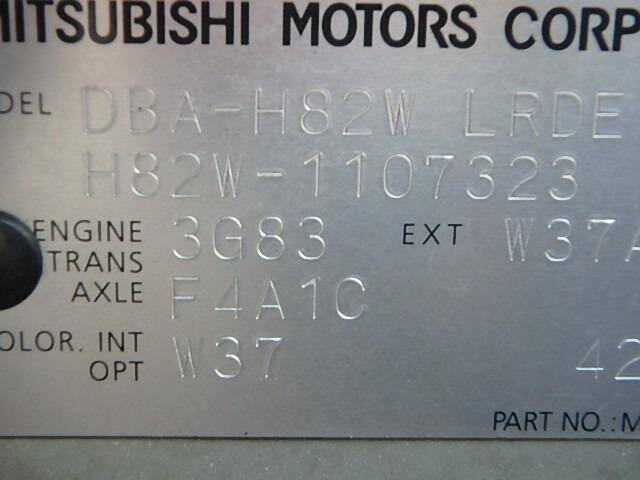 MITSUBISHI MOTORS CORP
DEL DBA-H82W LRDE
H82W-1107323
ENGINE 3G83 EXT W37A
TRANS
AXLE F4A1C
OLOR. INT W37 42
OPT
PART NO.:M